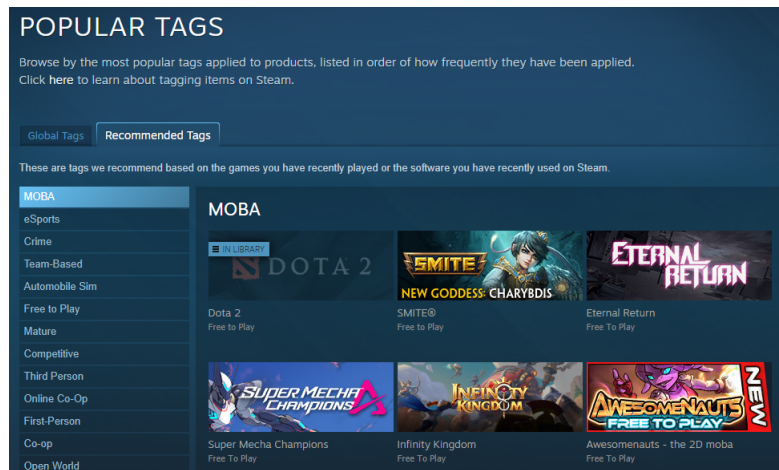 POPULAR TAGS
Browse by the most popular tags applied to products, listed in order of how frequently they have been applied.
Click here to learn about tagging items on Steam.
Global Tags
Recommended Tags
These are tags we recommend based on the games you have recently played or the software you have recently used on Steam.
MOBA
eSports
Crime
Team-Based
Automobile Sim
Free to Play
Mature
Competitive
Third Person
Online Co-Op
First-Person
Co-op
Open World
MOBA
IN LIBRARY
DOTA 2
Dota 2
Free to Play
SMITE
NEW GODDESS: CHARYBDIS
SMITE®
Free to Play
ETERNAL
RETURN
Eternal Return
Free To Play
SUPER MECHA
CHAMPIONS
Super Mecha Champions
Free To Play
INFINITY
KINGDOM
Infinity Kingdom
Free To Play
AWESOMENAUTS
FREE TO PLAY
NEW
Awesomenauts - the 2D moba
Free To Play